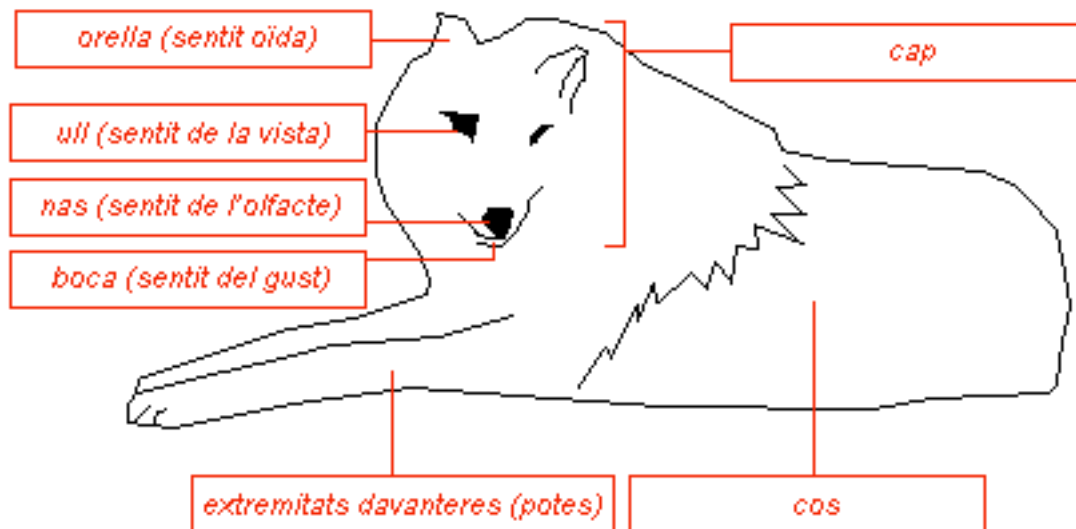 orella (sentit oïda)
cap
ull (sentit de la vista)
nas (sentit de l'olfacte)
boca (sentit del gust)
extremitats davanteres (potes)
cos